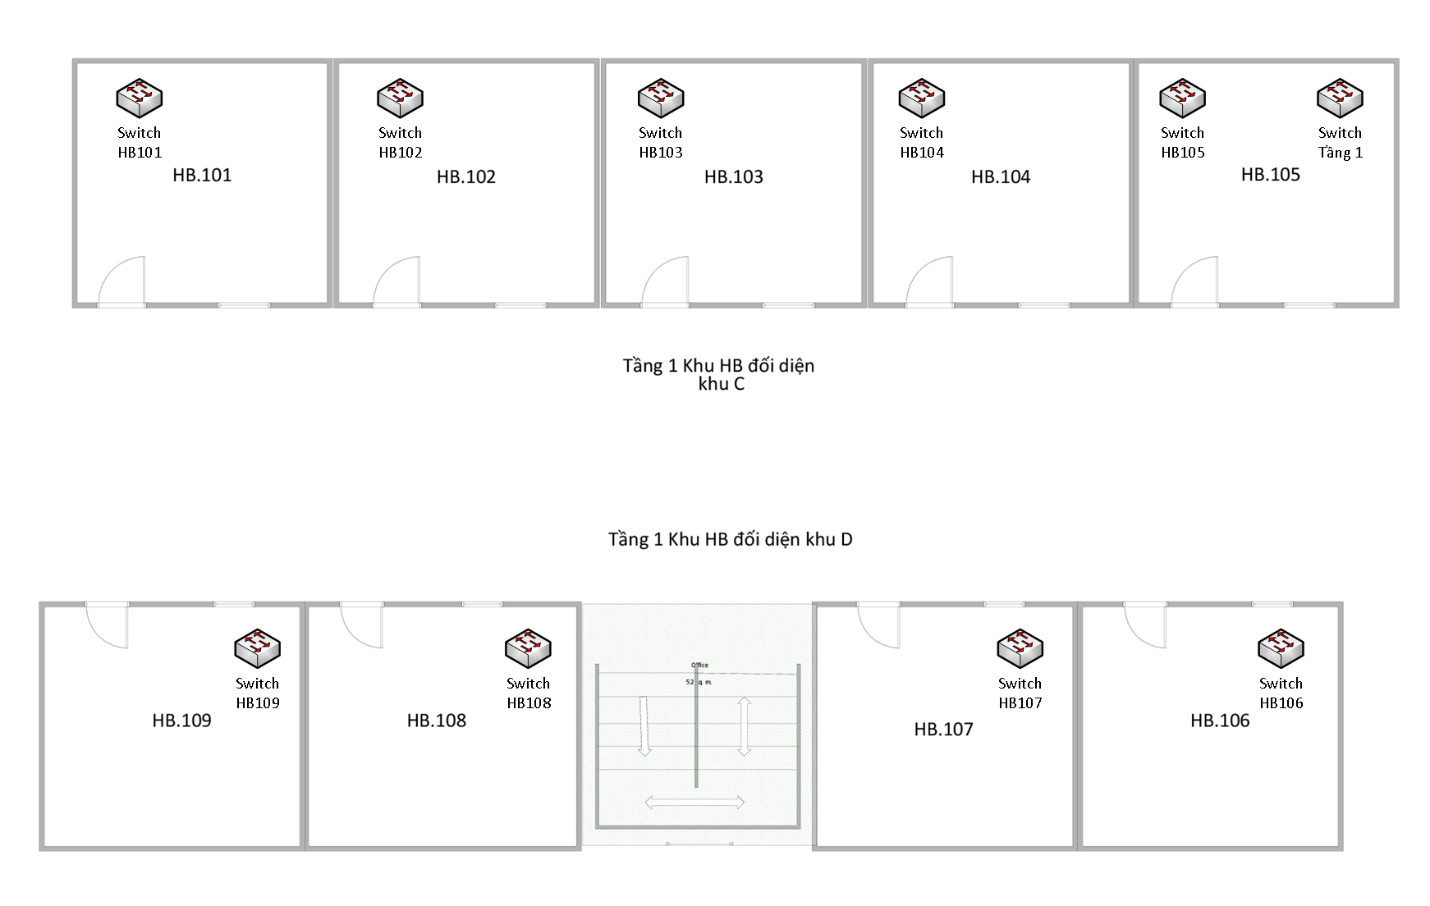 Switch
HB101
HB.101
Switch
HB102
HB.102
Switch
HB103
HB.103
Switch
HB104
HB.104
Switch
HB105
HB.105
Switch
Tầng 1
Tầng 1 Khu HB đối diện
khu C
Tầng 1 Khu HB đối diện khu D
Switch
HB109
HB.109
Switch
HB108
HB.108
Office
Switch
HB107
HB.107
Switch
HB106
HB.106